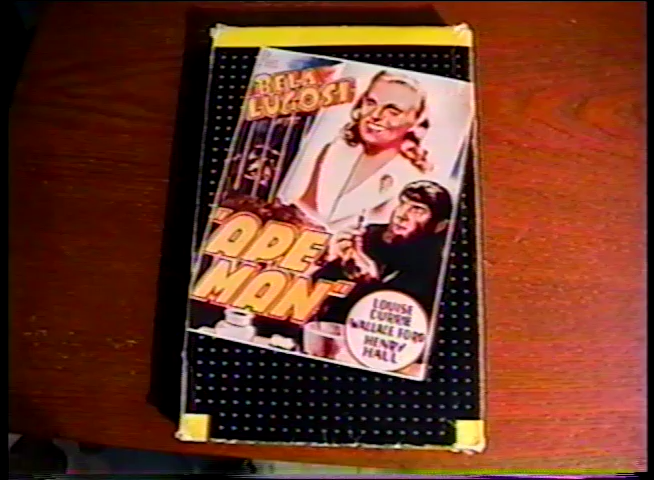 BELA
LUGOSI
"APE
MAN"
LOUISE
CURRIE
WALLACE FORD
HENRY
HALL